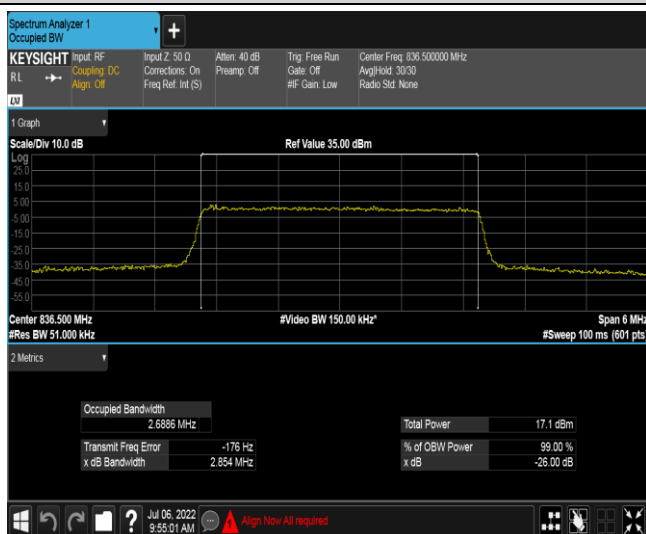 Spectrum Analyzer 1
Occupied BW
+
KEYSIGHT
RL
LXI
Input: RF
Coupling: DC
Align: Off
Input Z: 50 Ω
Corrections: On
Freq Ref: Int (S)
Atten: 40 dB
Preamp: Off
Trig: Free Run
Gate: Off
#IF Gain: Low
Center Freq: 836.500000 MHz
Avg|Hold: 30/30
Radio Std: None
1 Graph
Scale/Div 10.0 dB
Ref Value 35.00 dBm
Log
25.0
15.0
5.00
-5.00
-15.0
-25.0
-35.0
-45.0
-55.0
Center 836.500 MHz
#Video BW 150.00 kHz*
Span 6 MHz
#Res BW 51.000 kHz
#Sweep 100 ms (601 pts)
2 Metrics
Occupied Bandwidth
2.6886 MHz
Total Power 17.1 dBm
Transmit Freq Error -176 Hz
% of OBW Power 99.00 %
x dB Bandwidth 2.854 MHz
x dB -26.00 dB
?
Jul 06, 2022
9:55:01 AM
Align Now All required